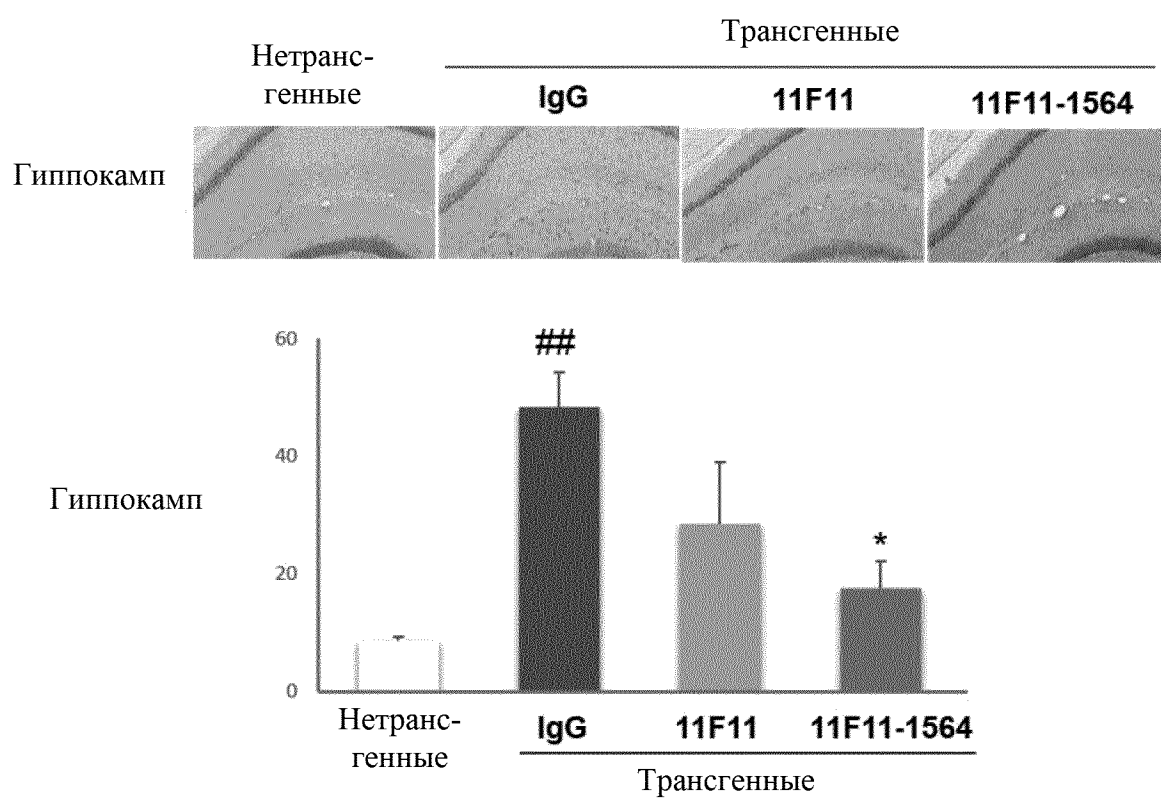 Трансгенные
Нетранс-
генные
IgG
11F11
11F11-1564
Гиппокамп
60
##
40
Гиппокамп
*
20
0
Нетранс-
генные
IgG
11F11
11F11-1564
Трансгенные